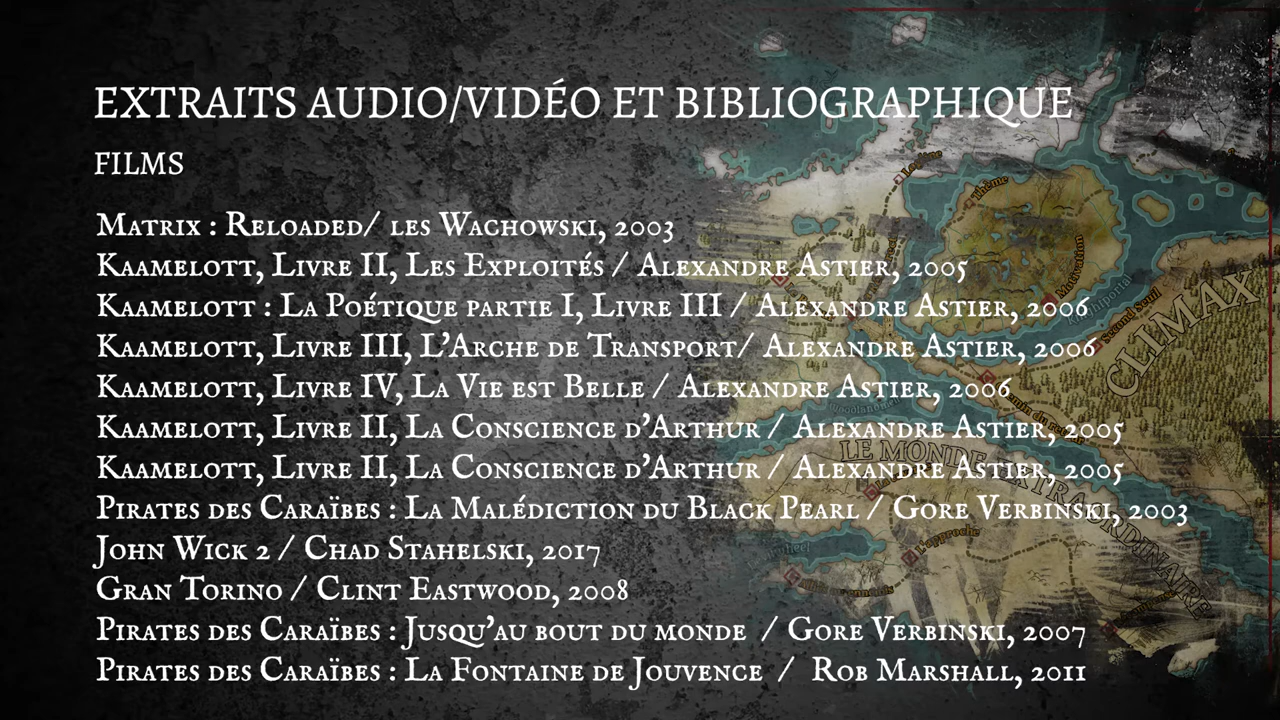 EXTRAITS AUDIO/VIDÉO ET BIBLIOGRAPHIQUE
FILMS
Matrix : Reloaded/ les Wachowski, 2003
Kaamelott, Livre II, Les Exploités / Alexandre Astier, 2005
Kaamelott : La Poétique partie I, Livre III / Alexandre Astier, 2006
Kaamelott, Livre III, L'Arche de Transport/ Alexandre Astier, 2006
Kaamelott, Livre IV, La Vie est Belle / Alexandre Astier, 2006
Kaamelott, Livre II, La Conscience d'Arthur / Alexandre Astier, 2005
Kaamelott, Livre II, La Conscience d'Arthur / Alexandre Astier, 2005
Pirates des Caraïbes : La Malédiction du Black Pearl / Gore Verbinski, 2003
John Wick 2 / Chad Stahelski, 2017
Gran Torino / Clint Eastwood, 2008
Pirates des Caraïbes : Jusqu'au bout du monde / Gore Verbinski, 2007
Pirates des Caraïbes : La Fontaine de Jouvence / Rob Marshall, 2011
Thème
Motivation
Second Seuil
CLIMAX
LE MONDE EXTRAORDINAIRE
L'approche